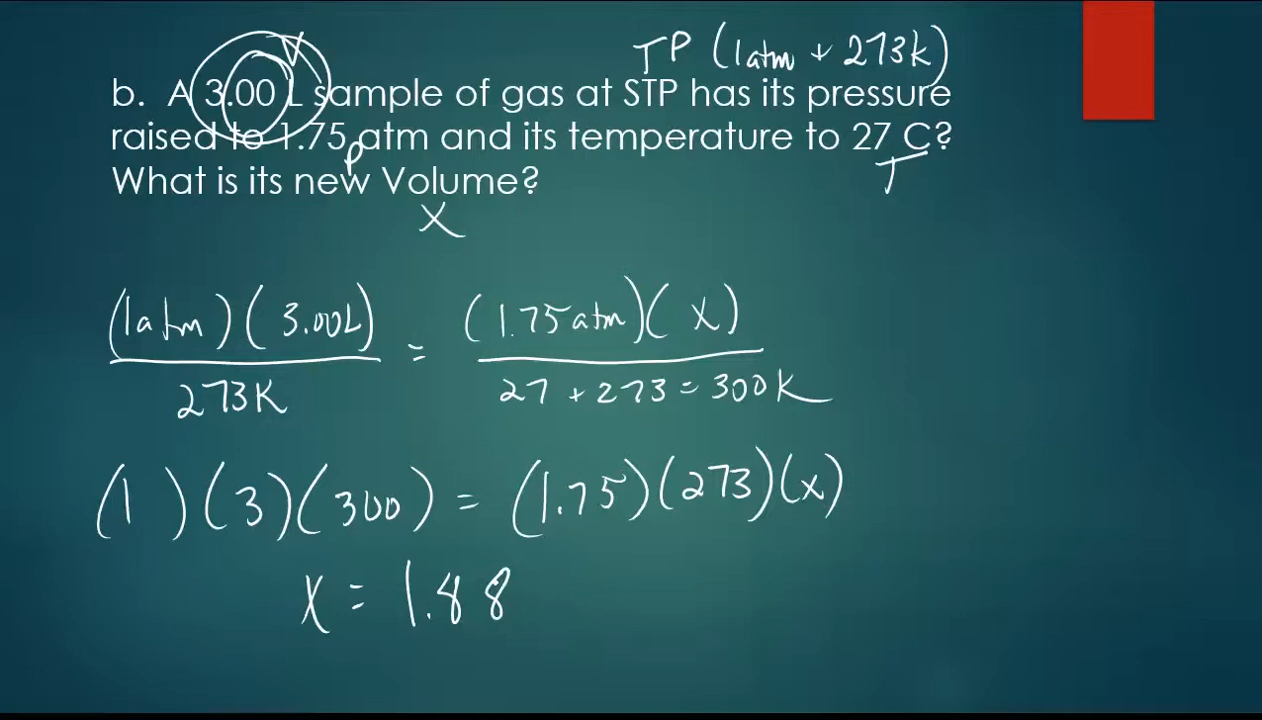 TP (1atm + 273k)
V
b. A 3.00 L sample of gas at STP has its pressure
raised to 1.75 atm and its temperature to 27 C?
P
T
What is its new Volume?
X
(1atm)(3.00L) = (1.75atm)(x)
273K 27 + 273 = 300K
(1 )(3)(300) = (1.75)(273)(x)
x = 1.88